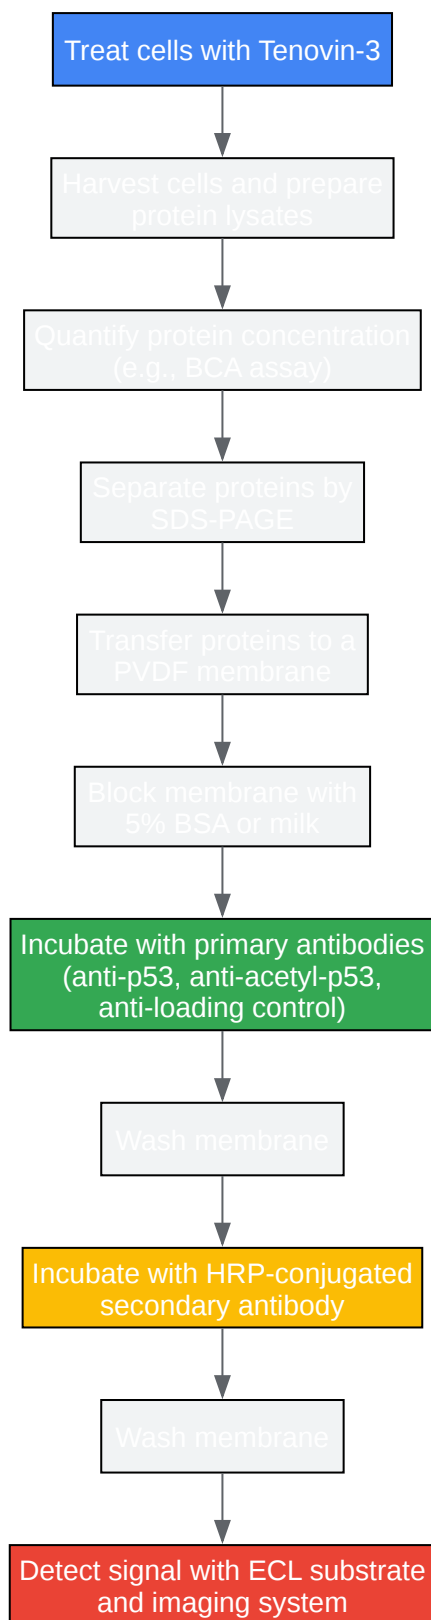 Treat cells with Tenovin-3
Harvest cells and prepare
protein lysates
Quantify protein concentration
(e.g., BCA assay)
Separate proteins by
SDS-PAGE
Transfer proteins to a
PVDF membrane
Block membrane with
5% BSA or milk
Incubate with primary antibodies
(anti-p53, anti-acetyl-p53,
anti-loading control)
Wash membrane
Incubate with HRP-conjugated
secondary antibody
Wash membrane
Detect signal with ECL substrate
and imaging system